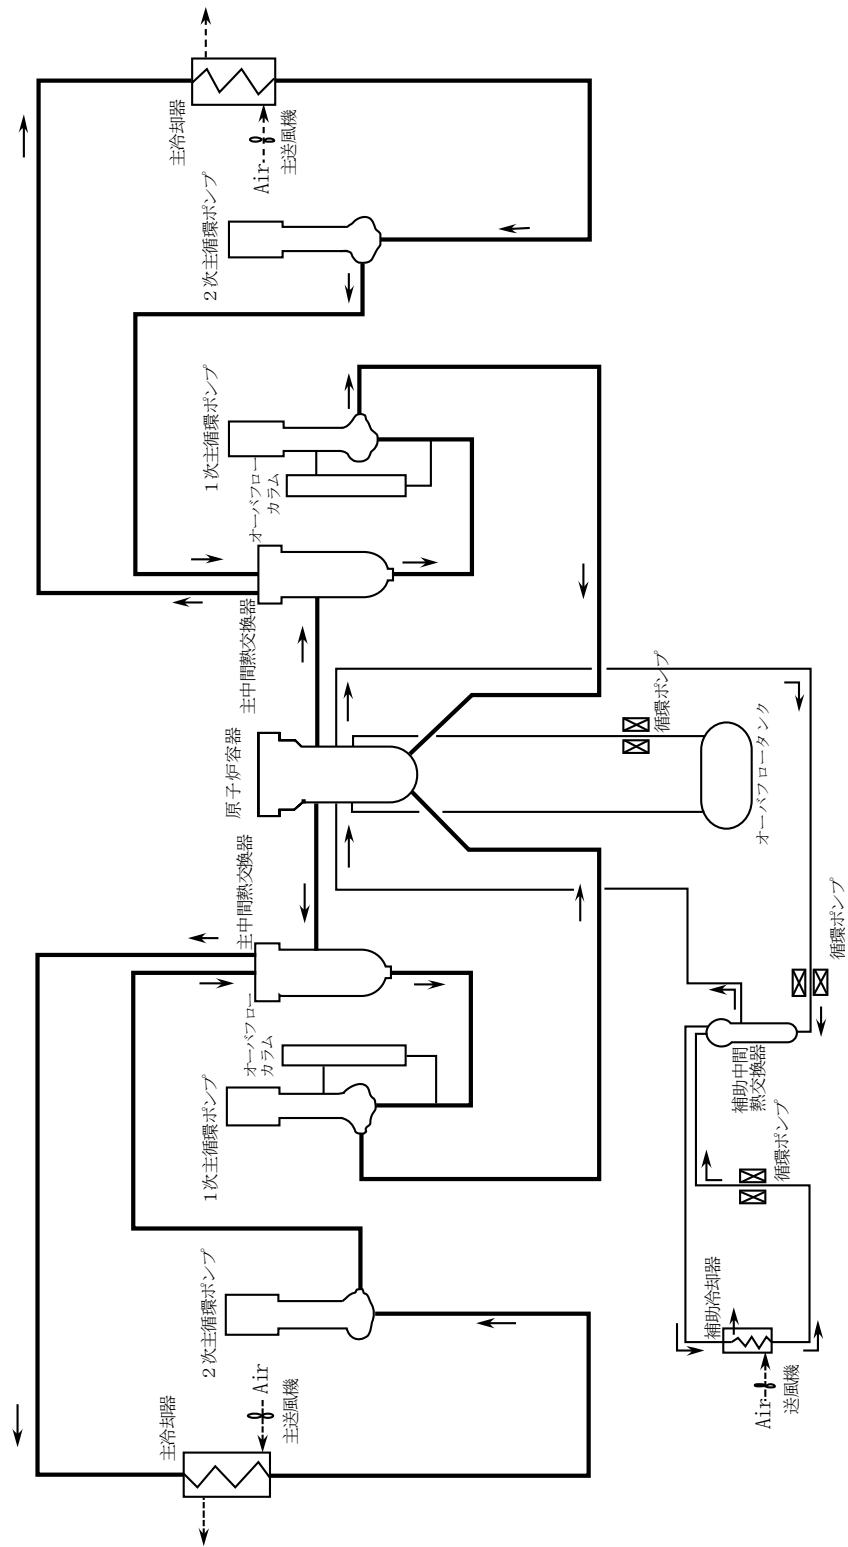 主冷却器
Air
主送風機
2次主循環ポンプ
1次主循環ポンプ
オーバフロー
カラム
主中間熱交換器
原子炉容器
循環ポンプ
オーバフロータンク
主中間熱交換器
オーバフロー
カラム
1次主循環ポンプ
循環ポンプ
補助中間
熱交換器
循環ポンプ
2次主循環ポンプ
補助冷却器
Air
送風機
主冷却器
Air
主送風機